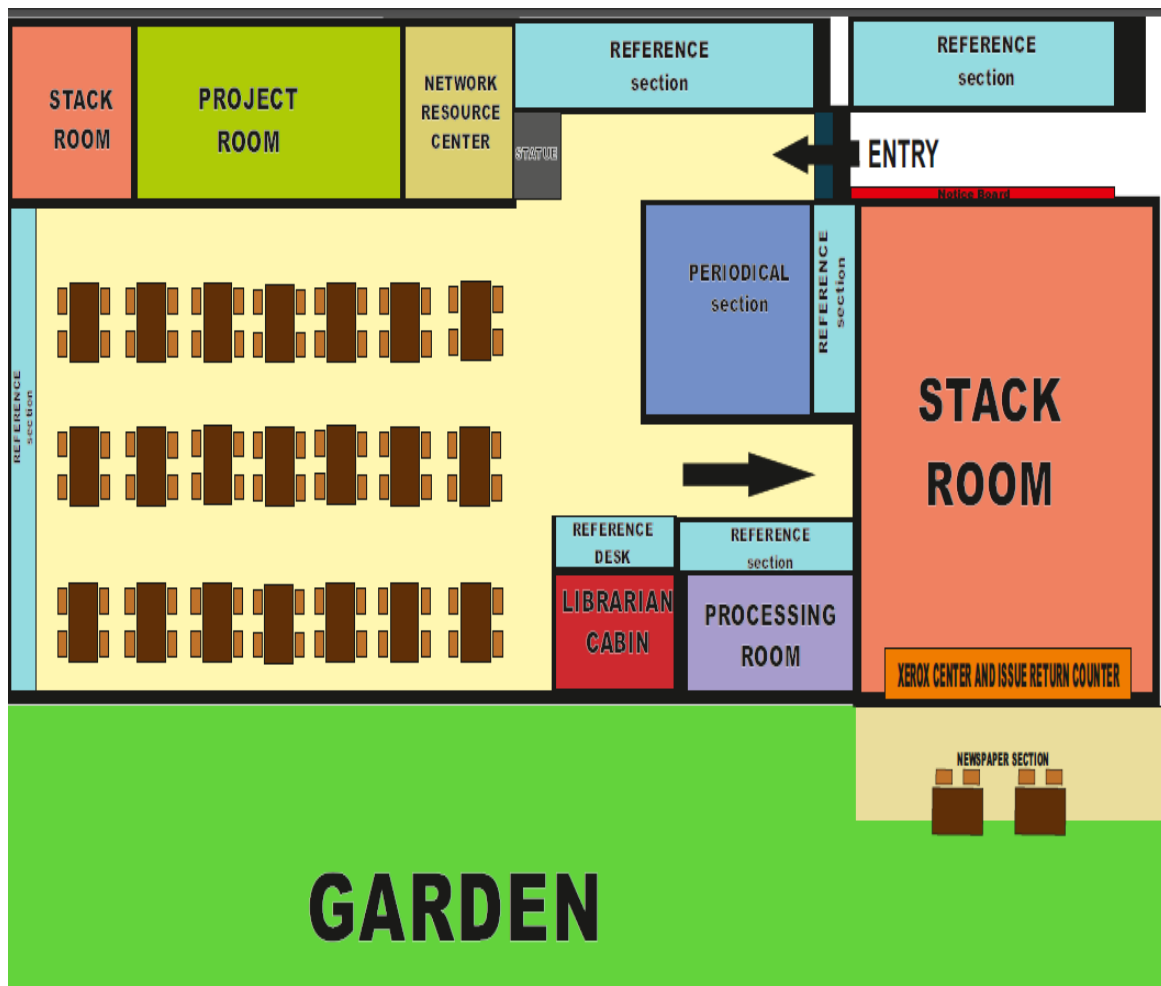 REFERENCE
section
REFERENCE
section
STACK
ROOM
PROJECT
ROOM
NETWORK
RESOURCE
CENTER
STATUE
ENTRY
Notice Board
PERIODICAL
section
REFERENCE
section
REFERENCE
section
STACK
ROOM
REFERENCE
DESK
REFERENCE
section
LIBRARIAN
CABIN
PROCESSING
ROOM
XEROX CENTER AND ISSUE RETURN COUNTER
NEWSPAPER SECTION
GARDEN